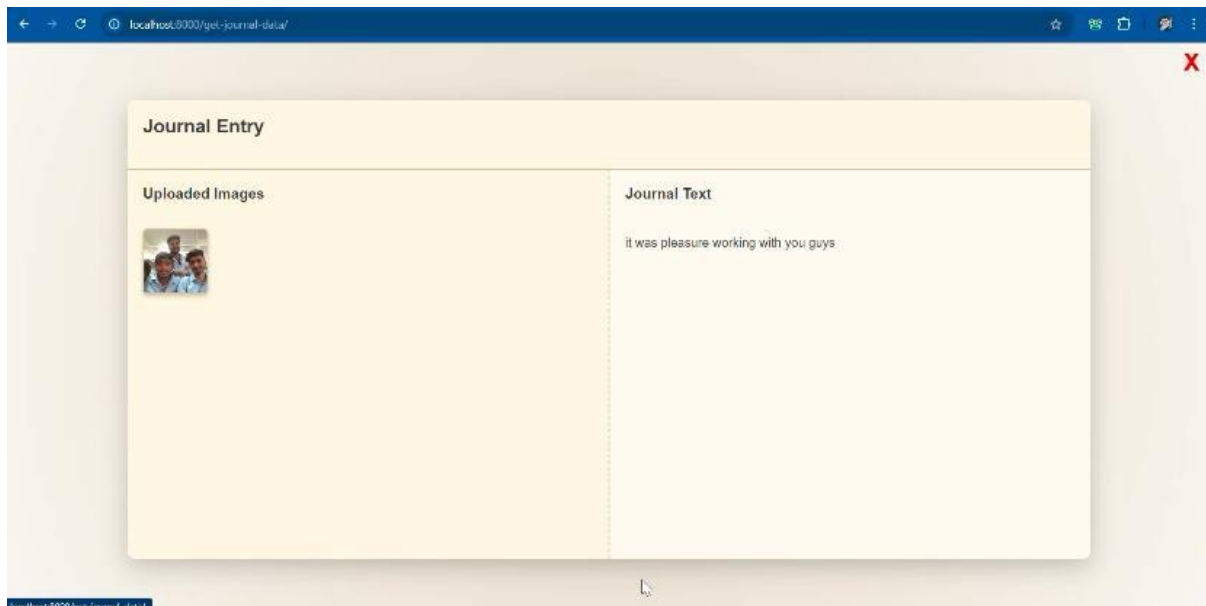 localhost:8000/get-journal-data/
X
Journal Entry
Uploaded Images
Journal Text
it was pleasure working with you guys